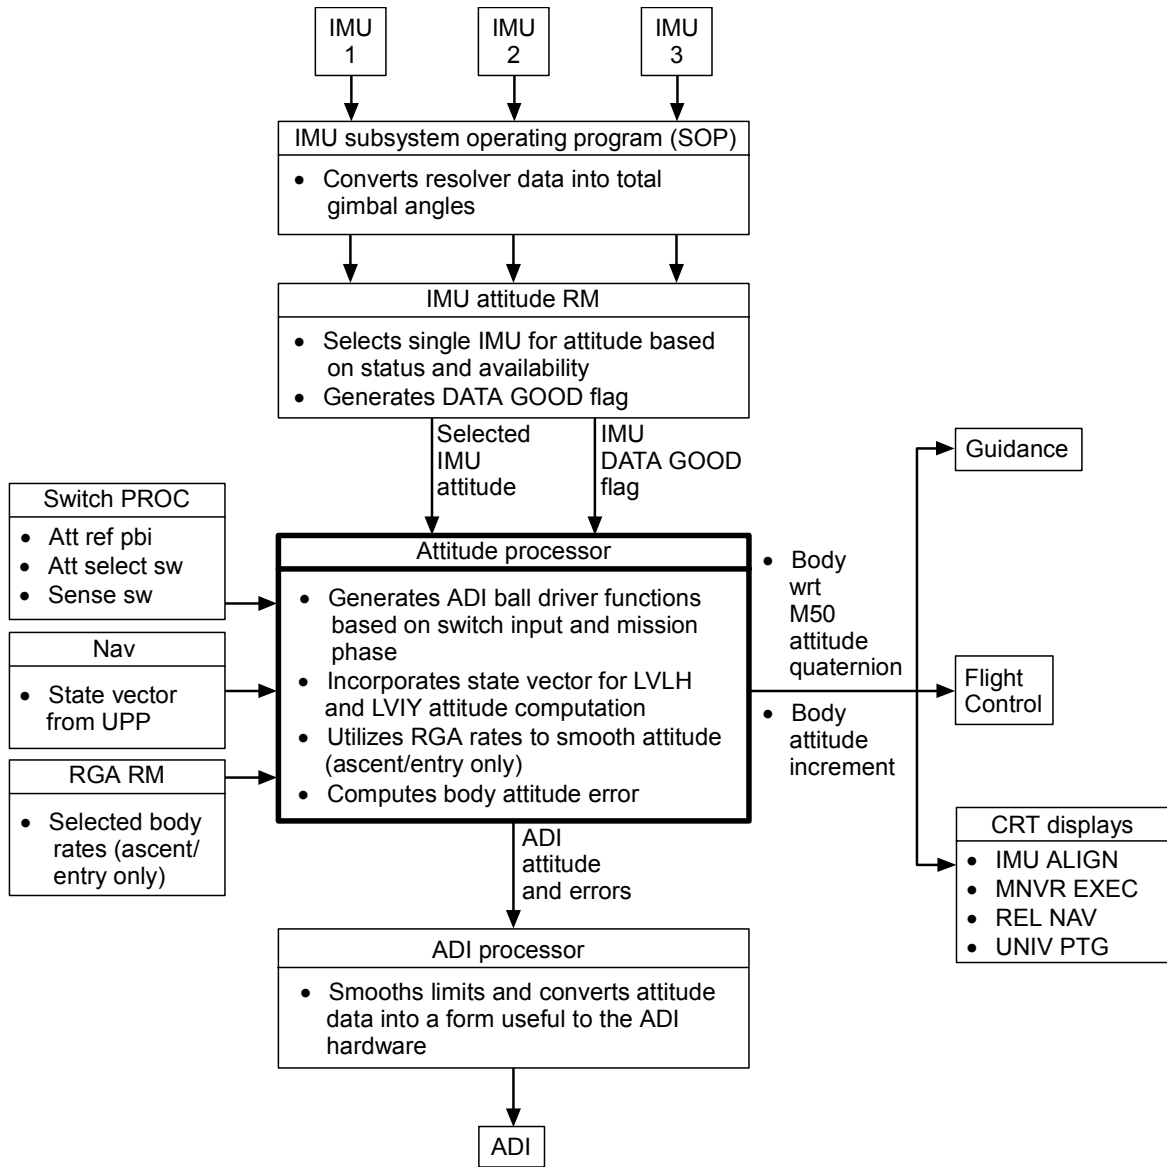 IMU
1
IMU
2
IMU
3
IMU subsystem operating program (SOP)
• Converts resolver data into total
gimbal angles
IMU attitude RM
• Selects single IMU for attitude based
on status and availability
• Generates DATA GOOD flag
Selected
IMU
attitude
IMU
DATA GOOD
flag
Switch PROC
• Att ref pbi
• Att select sw
• Sense sw
Nav
• State vector
from UPP
RGA RM
• Selected body
rates (ascent/
entry only)
Attitude processor
• Generates ADI ball driver functions
based on switch input and mission
phase
• Incorporates state vector for LVLH
and LVIY attitude computation
• Utilizes RGA rates to smooth attitude
(ascent/entry only)
• Computes body attitude error
• Body
wrt
M50
attitude
quaternion
• Body
attitude
increment
Guidance
Flight
Control
CRT displays
• IMU ALIGN
• MNVR EXEC
• REL NAV
• UNIV PTG
ADI
attitude
and errors
ADI processor
• Smooths limits and converts attitude
data into a form useful to the ADI
hardware
ADI